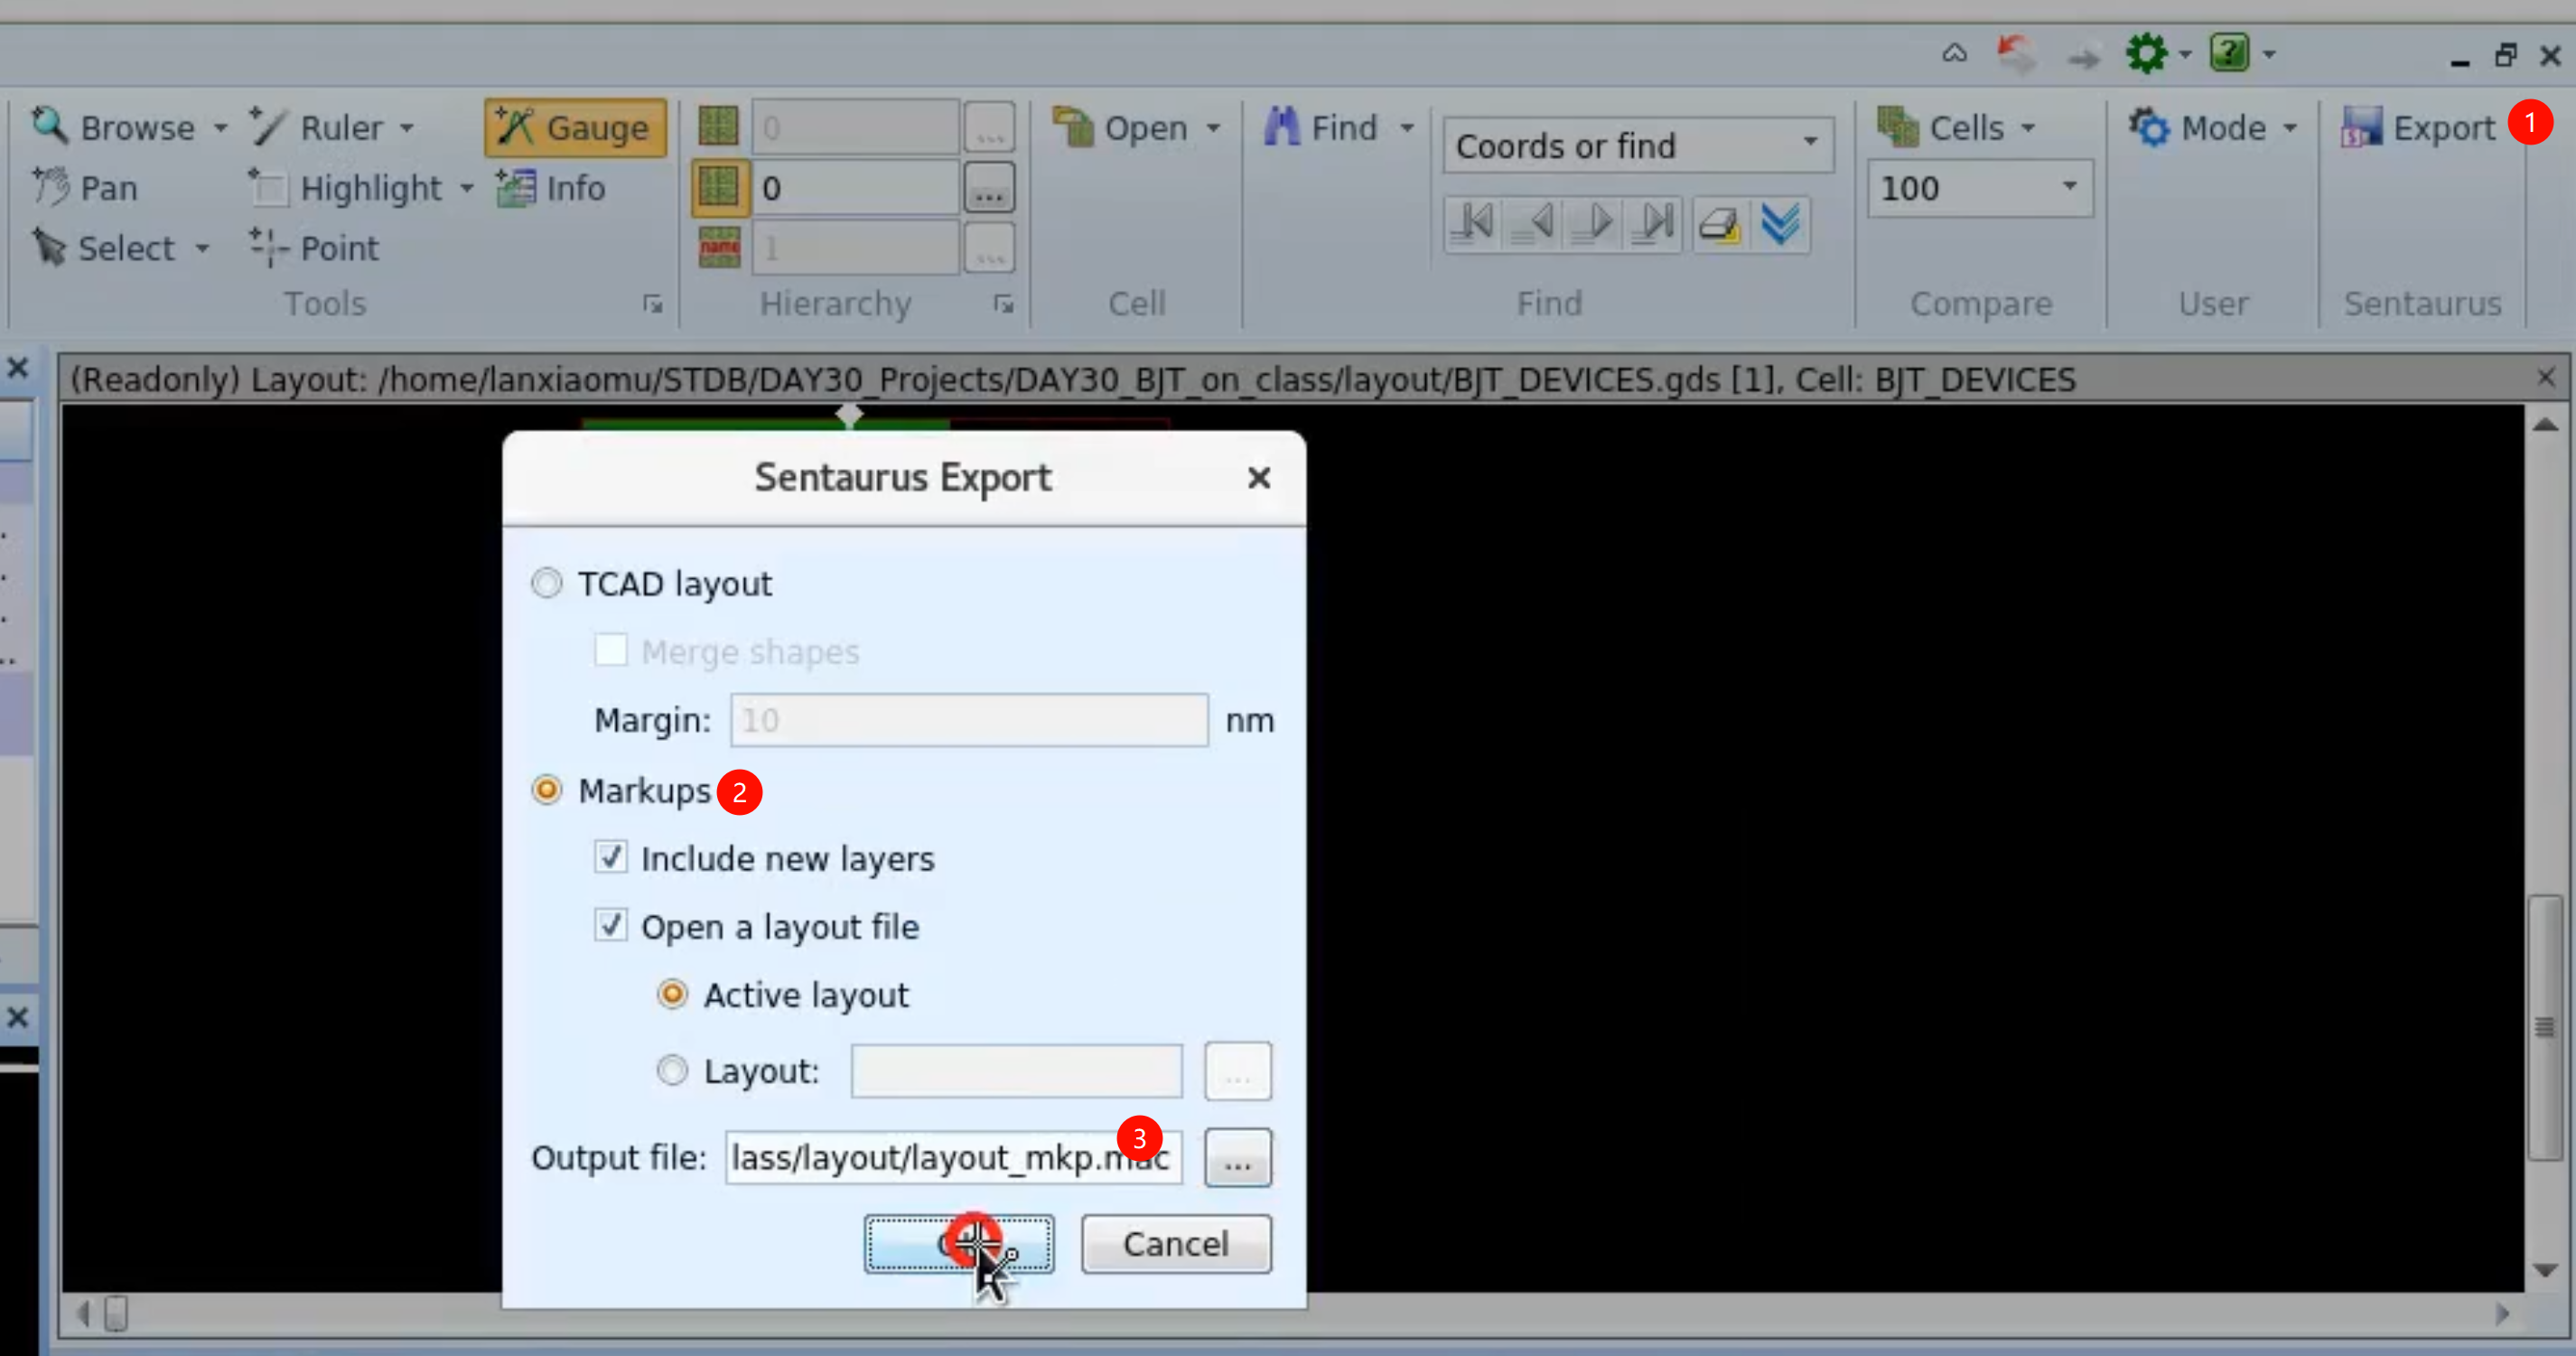 Browse Ruler Gauge 0 ... Open Find Coords or find Cells Mode Export 1
Pan Highlight Info 0 ... 100
Select Point name 1 ...
Tools Hierarchy Cell Find Compare User Sentaurus
(Readonly) Layout: /home/lanxiaomu/STDB/DAY30_Projects/DAY30_BJT_on_class/layout/BJT_DEVICES.gds [1], Cell: BJT_DEVICES
Sentaurus Export
TCAD layout
Merge shapes
Margin: 10 nm
Markups 2
Include new layers
Open a layout file
Active layout
Layout: ...
3
Output file: lass/layout/layout_mkp.mac ...
Cancel